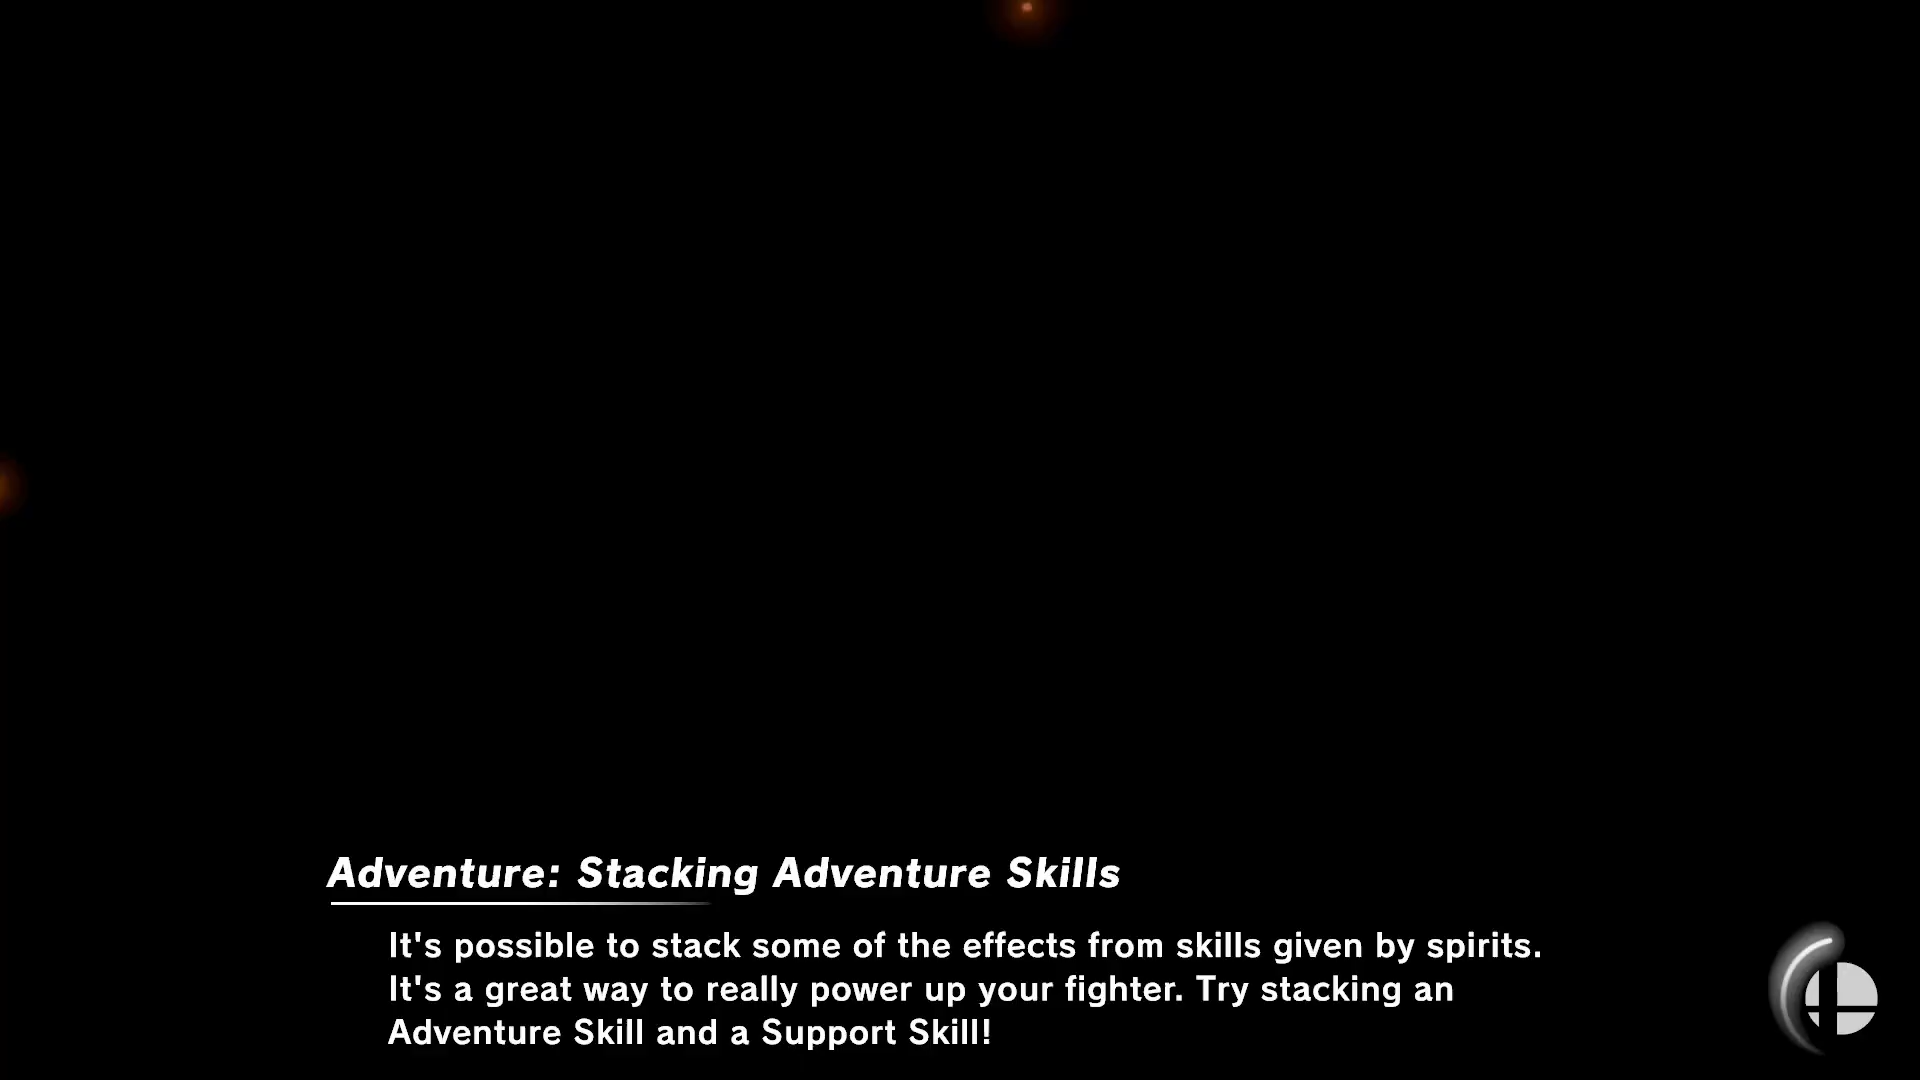 Adventure: Stacking Adventure Skills
It's possible to stack some of the effects from skills given by spirits.
It's a great way to really power up your fighter. Try stacking an
Adventure Skill and a Support Skill!